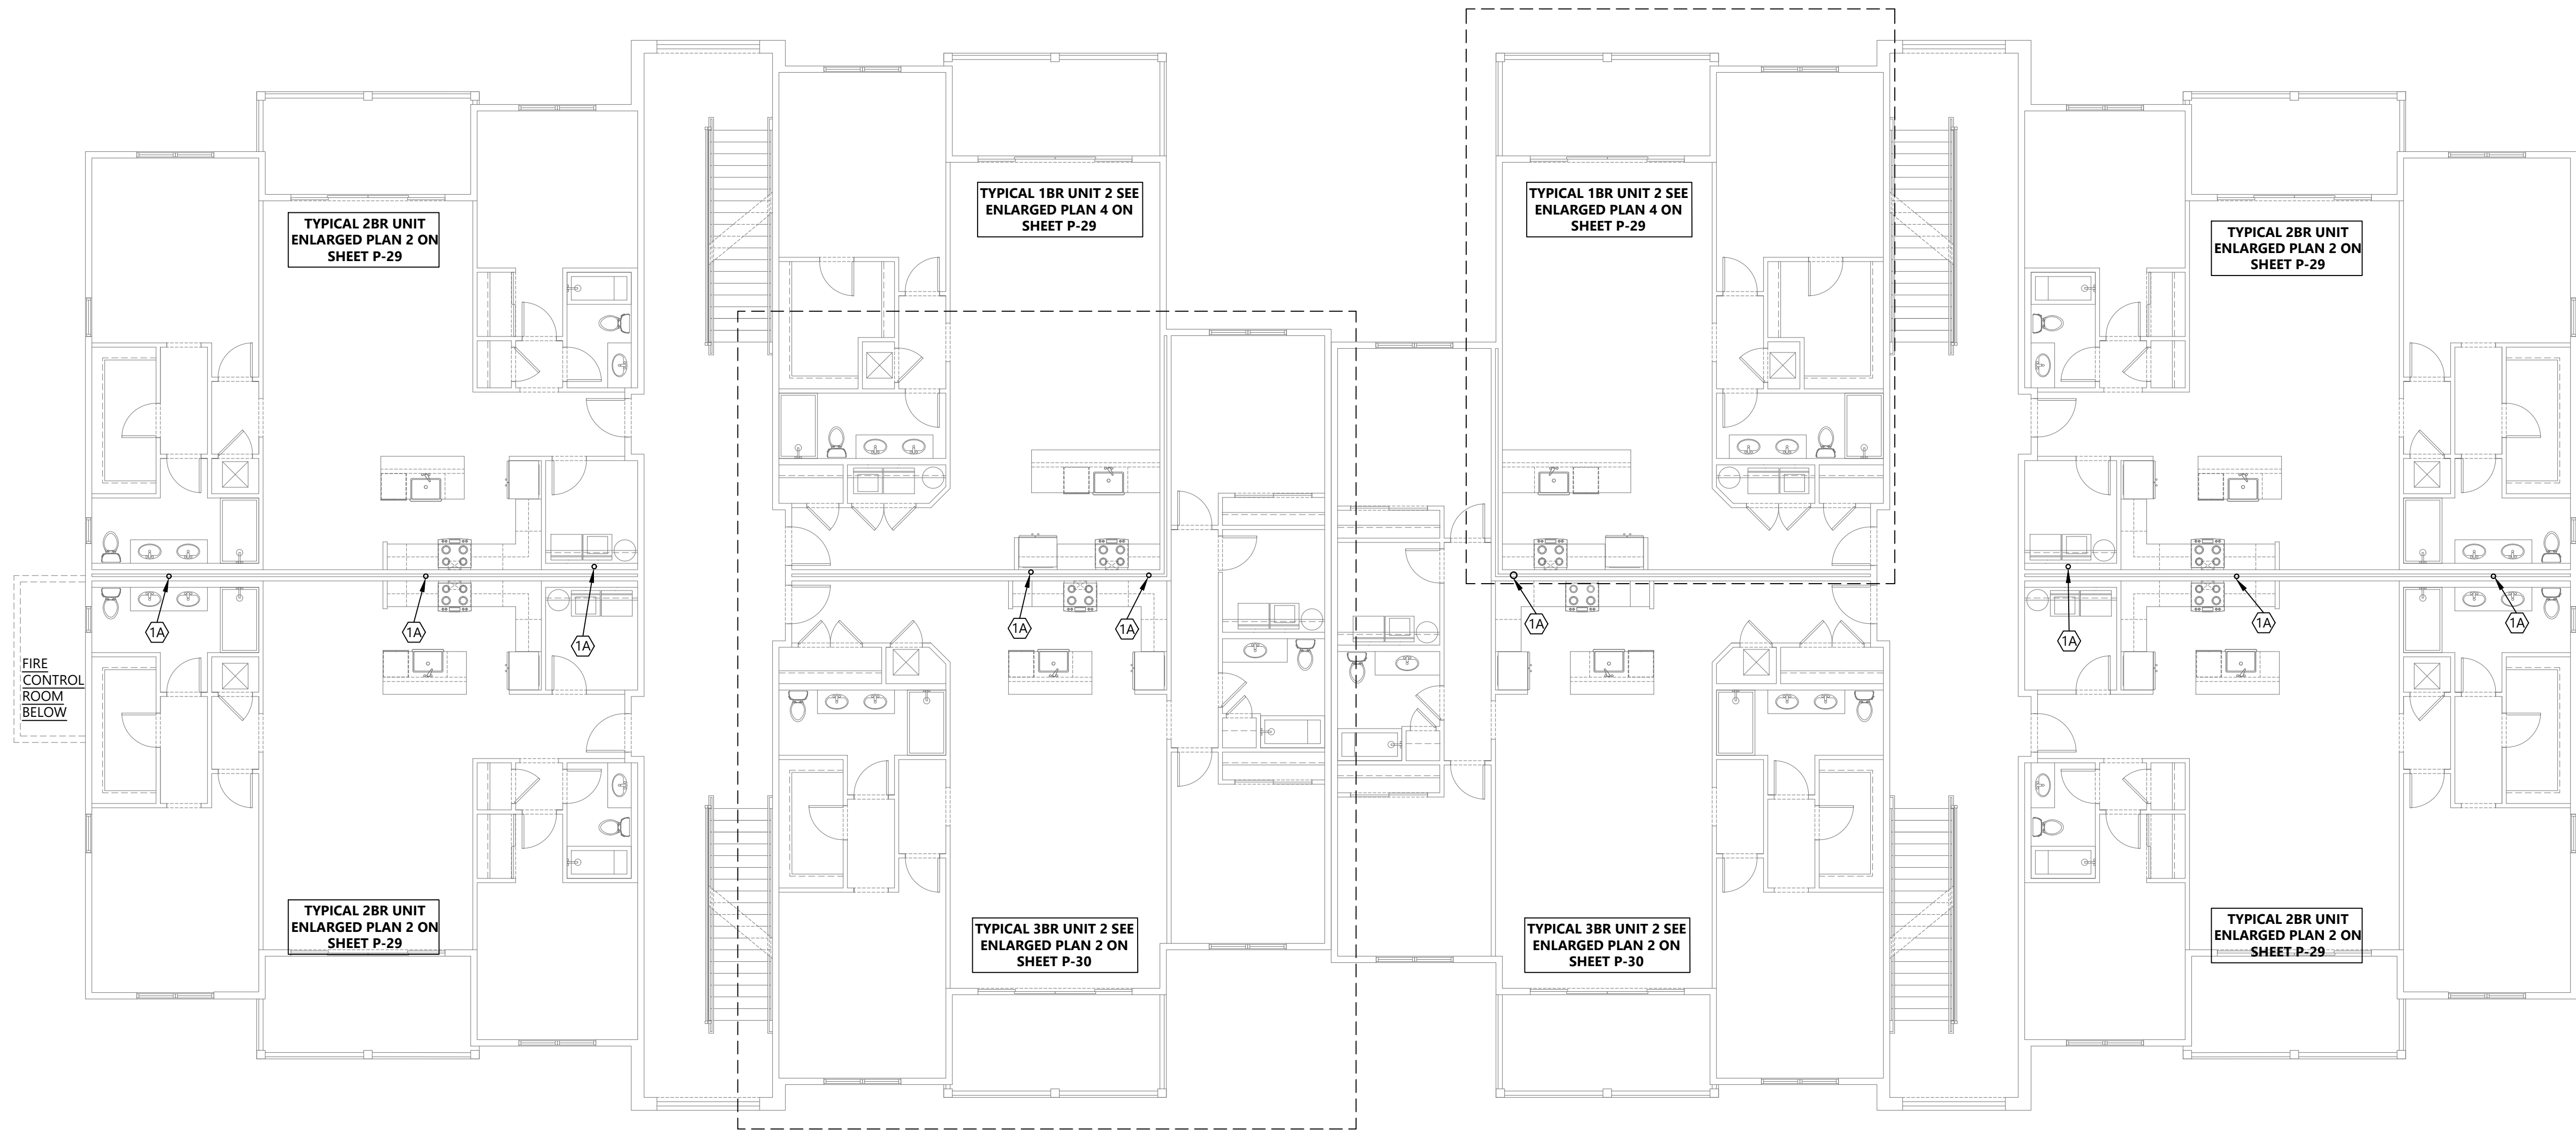 TYPICAL 2BR UNIT
ENLARGED PLAN 2 ON
SHEET P-29
TYPICAL 1BR UNIT 2 SEE
ENLARGED PLAN 4 ON
SHEET P-29
TYPICAL 1BR UNIT 2 SEE
ENLARGED PLAN 4 ON
SHEET P-29
TYPICAL 2BR UNIT
ENLARGED PLAN 2 ON
SHEET P-29
1A
1A
1A
1A
1A
1A
1A
1A
1A
FIRE
CONTROL
ROOM
BELOW
TYPICAL 2BR UNIT
ENLARGED PLAN 2 ON
SHEET P-29
TYPICAL 3BR UNIT 2 SEE
ENLARGED PLAN 2 ON
SHEET P-30
TYPICAL 3BR UNIT 2 SEE
ENLARGED PLAN 2 ON
SHEET P-30
TYPICAL 2BR UNIT
ENLARGED PLAN 2 ON
SHEET P-29